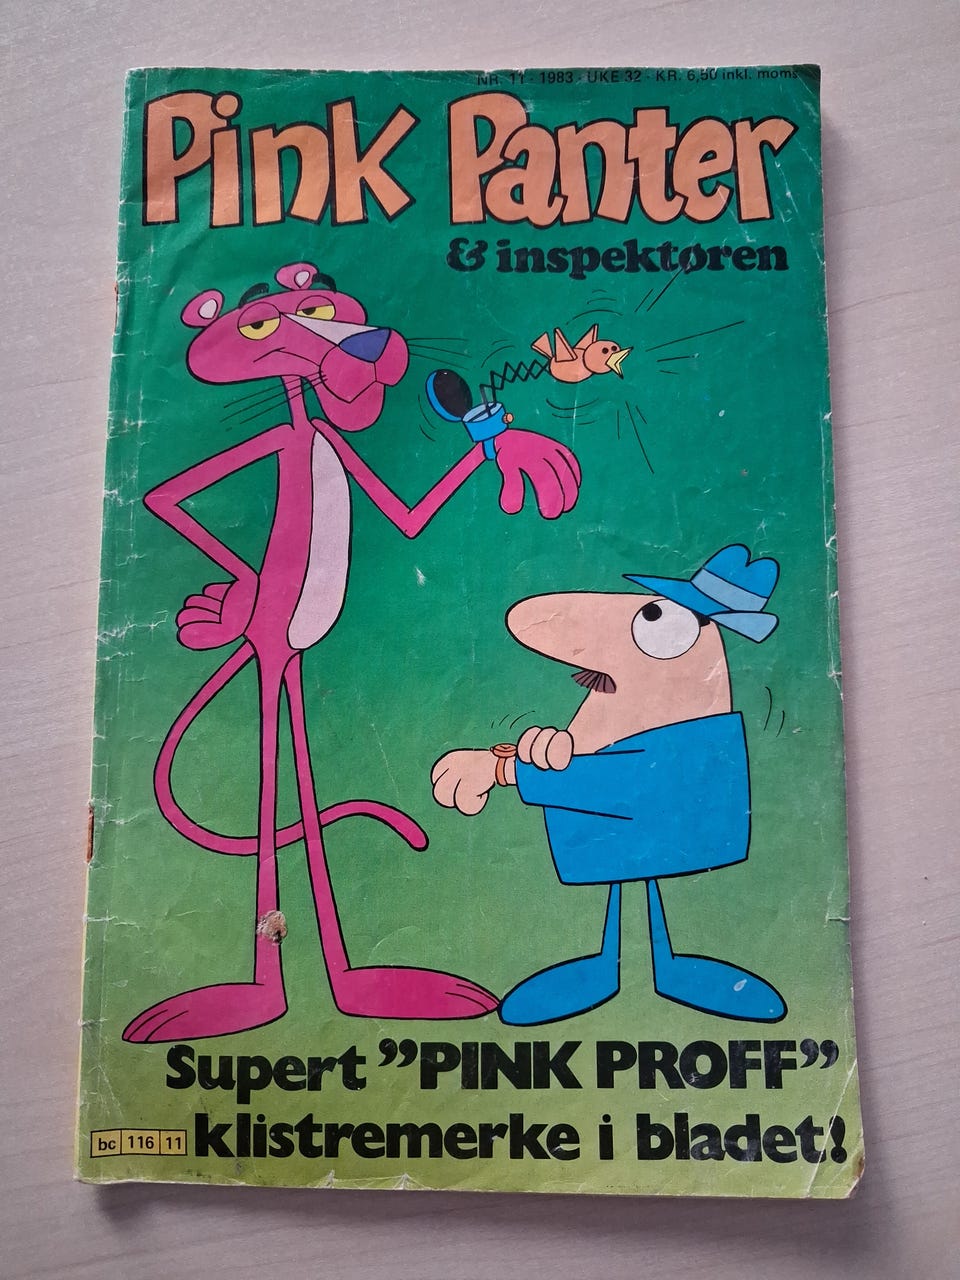 NR. 11 · 1983 · UKE 32 · KR. 6,50 inkl. moms
Pink Panter
& inspektøren
Supert ”PINK PROFF”
klistremerke i bladet!
bc 116 11